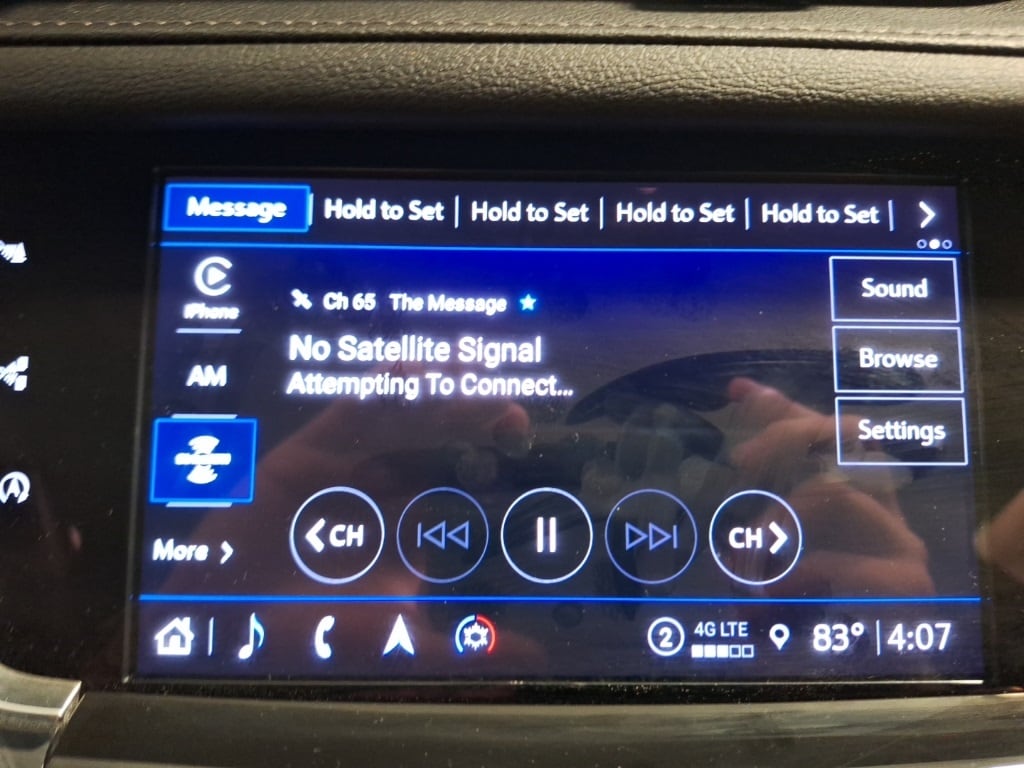 Message | Hold to Set | Hold to Set | Hold to Set | Hold to Set |
iPhone
Ch 65 The Message
No Satellite Signal
Attempting To Connect...
Sound
AM
Browse
Settings
More
CH
CH
2 4G LTE 83° | 4:07
A